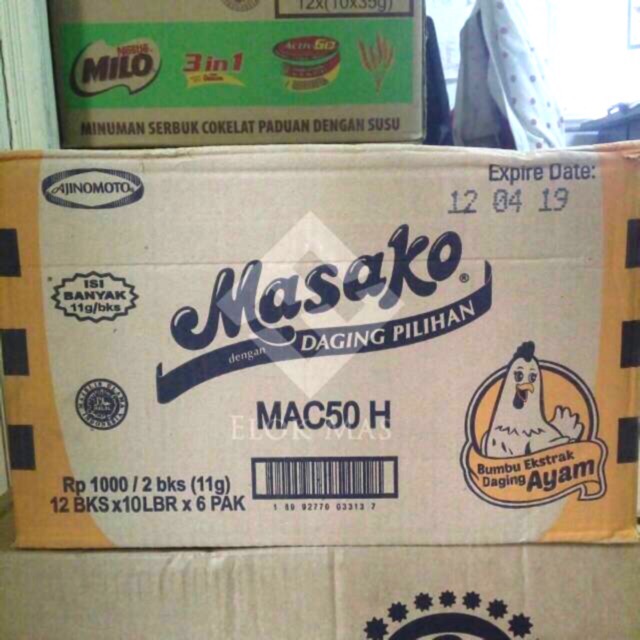 12x(10x35g)
Nestlé
MILO
3 in 1
ACTIV-GO
MINUMAN SERBUK COKELAT PADUAN DENGAN SUSU
AJINOMOTO
Expire Date:
12 04 19
ISI
BANYAK
11g/bks
Masako®
dengan DAGING PILIHAN
MAC50 H
ELOK MAS
Rp 1000 / 2 bks (11g)
12 BKS x10LBR x 6 PAK
1 89 92770 03313 7
Bumbu Ekstrak
Daging Ayam